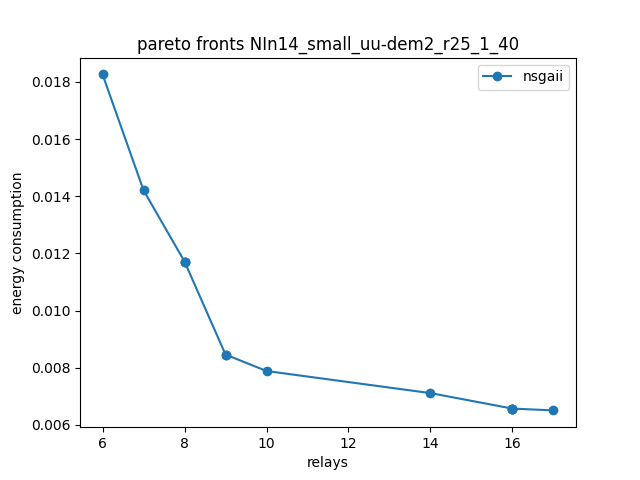 pareto fronts NIn14_small_uu-dem2_r25_1_40
nsgaii
0.018
0.016
0.014
0.012
0.010
0.008
0.006
energy consumption
6 8 10 12 14 16
relays